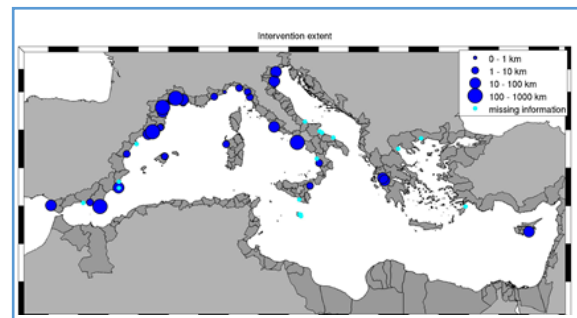 Intervention extent
0 - 1 km
1 - 10 km
10 - 100 km
100 - 1000 km
missing information